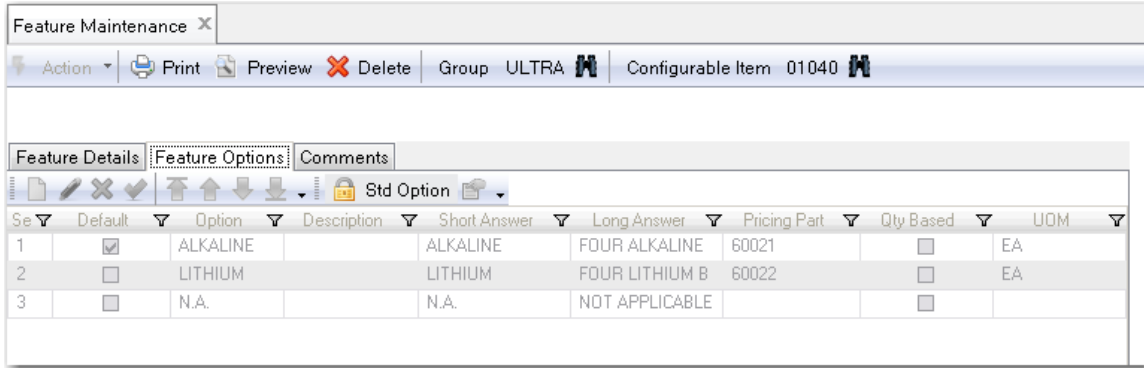 Feature Maintenance X
Action Print Preview Delete Group ULTRA Configurable Item 01040
Feature Details Feature Options Comments
Std Option
Se Default Option Description Short Answer Long Answer Pricing Part Qty Based UOM
1 ALKALINE ALKALINE FOUR ALKALINE 60021 EA
2 LITHIUM LITHIUM FOUR LITHIUM B 60022 EA
3 N.A. N.A. NOT APPLICABLE